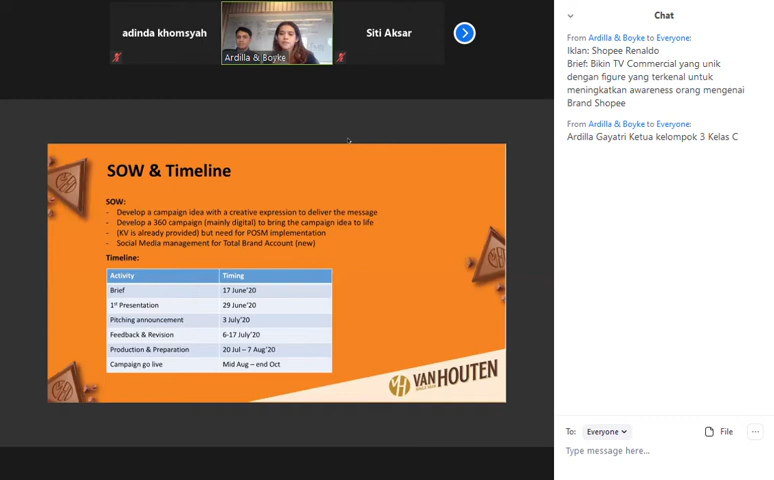 adinda khomsyah
Ardilla & Boyke
Siti Aksar
SOW & Timeline
SOW:
- Develop a campaign idea with a creative expression to deliver the message
- Develop a 360 campaign (mainly digital) to bring the campaign idea to life
- (KV is already provided) but need for POSM implementation
- Social Media management for Total Brand Account (new)
Timeline:
Activity Timing
Brief 17 June'20
1st Presentation 29 June'20
Pitching announcement 3 July'20
Feedback & Revision 6-17 July'20
Production & Preparation 20 Jul – 7 Aug'20
Campaign go live Mid Aug – end Oct
VH VAN HOUTEN
Chat
From Ardilla & Boyke to Everyone:
Iklan: Shopee Renaldo
Brief: Bikin TV Commercial yang unik
dengan figure yang terkenal untuk
meningkatkan awareness orang mengenai
Brand Shopee
From Ardilla & Boyke to Everyone:
Ardilla Gayatri Ketua kelompok 3 Kelas C
To: Everyone File ...
Type message here...